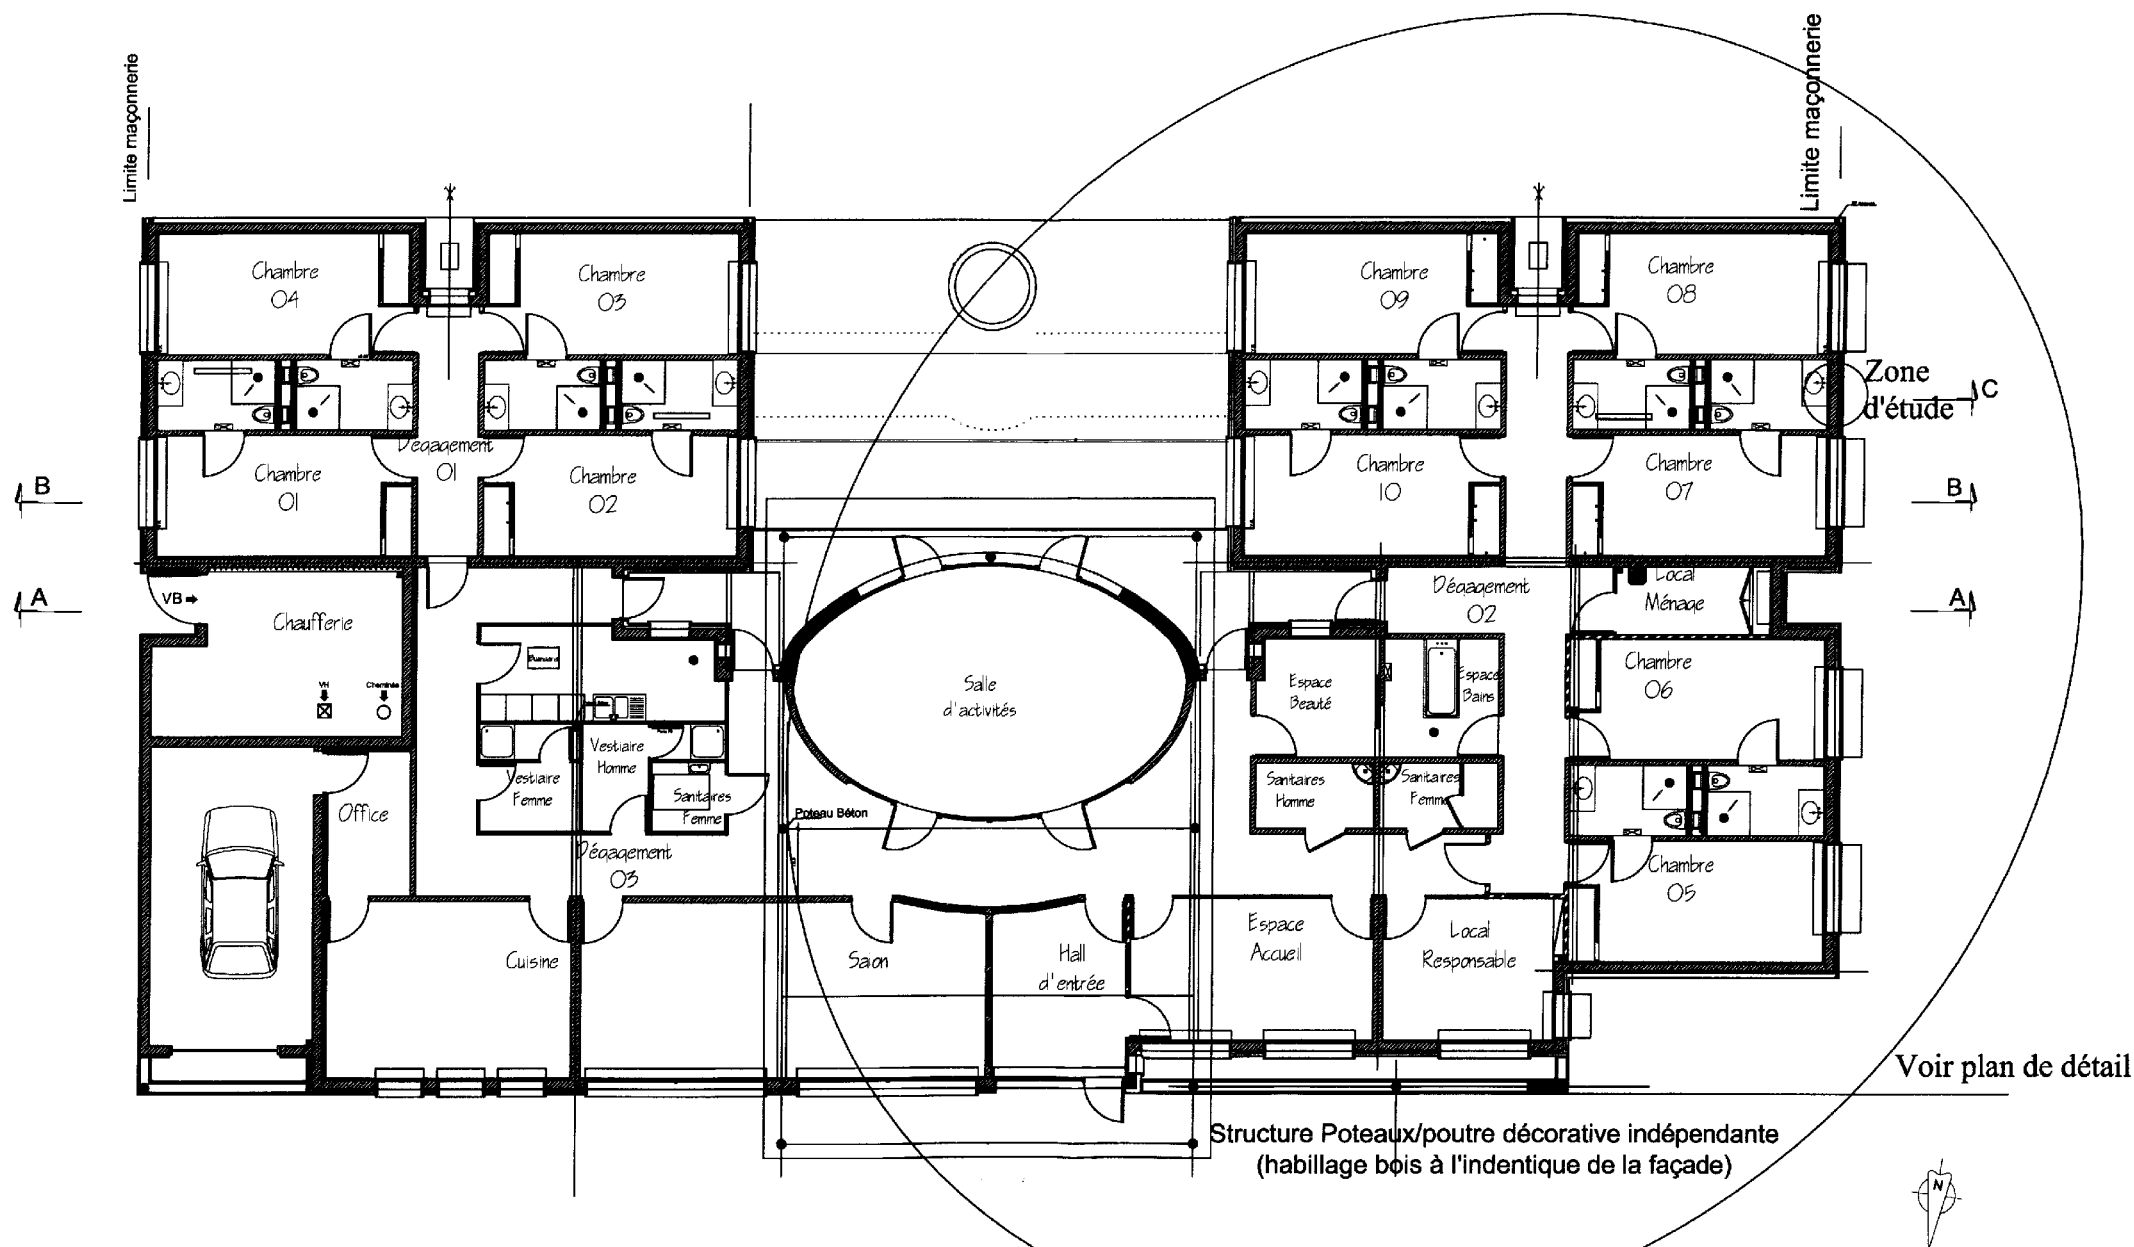 Limite maçonnerie
Limite maçonnerie
Chambre
04
Chambre
03
Chambre
09
Chambre
08
Zone
d'étude
C
Dégagement
01
Chambre
01
Chambre
02
Chambre
10
Chambre
07
B
B
A
A
VB
Chaufferie
VH
Cheminée
Dégagement
02
Local
Ménage
Salle
d'activités
Espace
Beauté
Espace
Bains
Chambre
06
Vestiaire
Homme
Vestiaire
Femme
Sanitaires
Femme
Sanitaires
Homme
Sanitaires
Femme
Office
Poteau Béton
Dégagement
03
Chambre
05
Cuisine
Salon
Hall
d'entrée
Espace
Accueil
Local
Responsable
Voir plan de détail
Structure Poteaux/poutre décorative indépendante
(habillage bois à l'indentique de la façade)
N